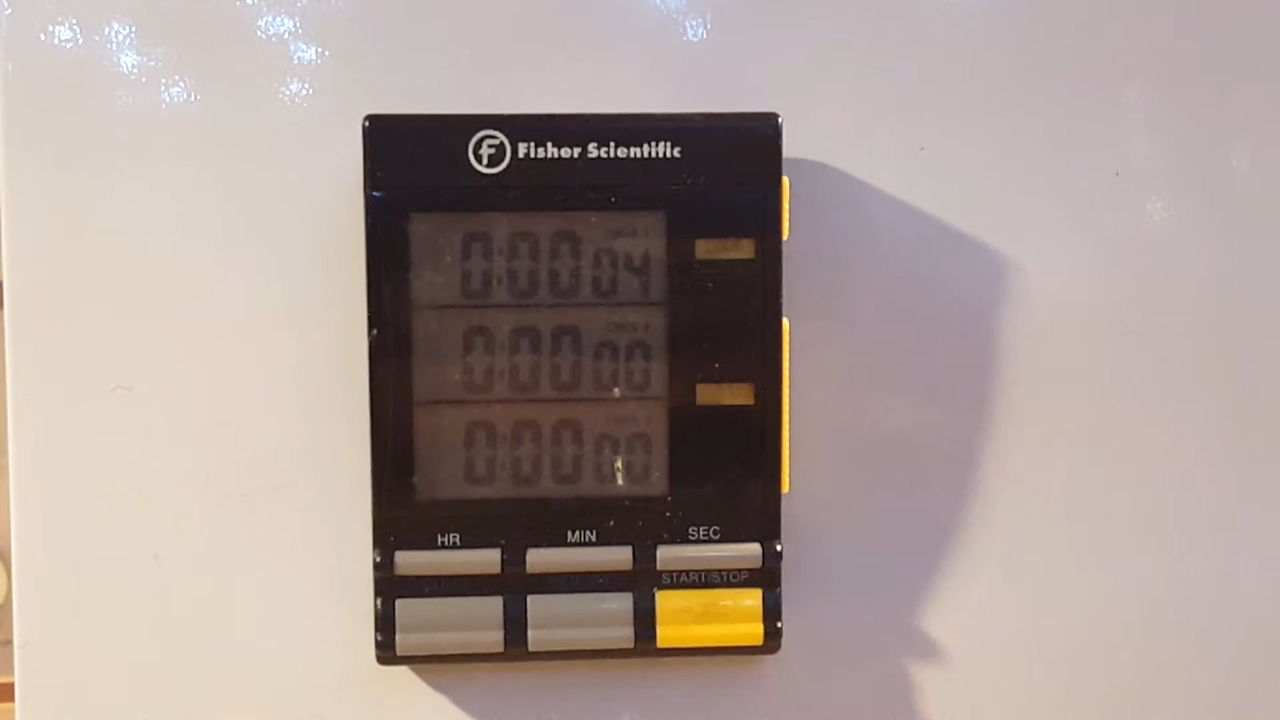 Fisher Scientific
0:00 04
0:00 00
0:00 00
HR MIN SEC
START/STOP